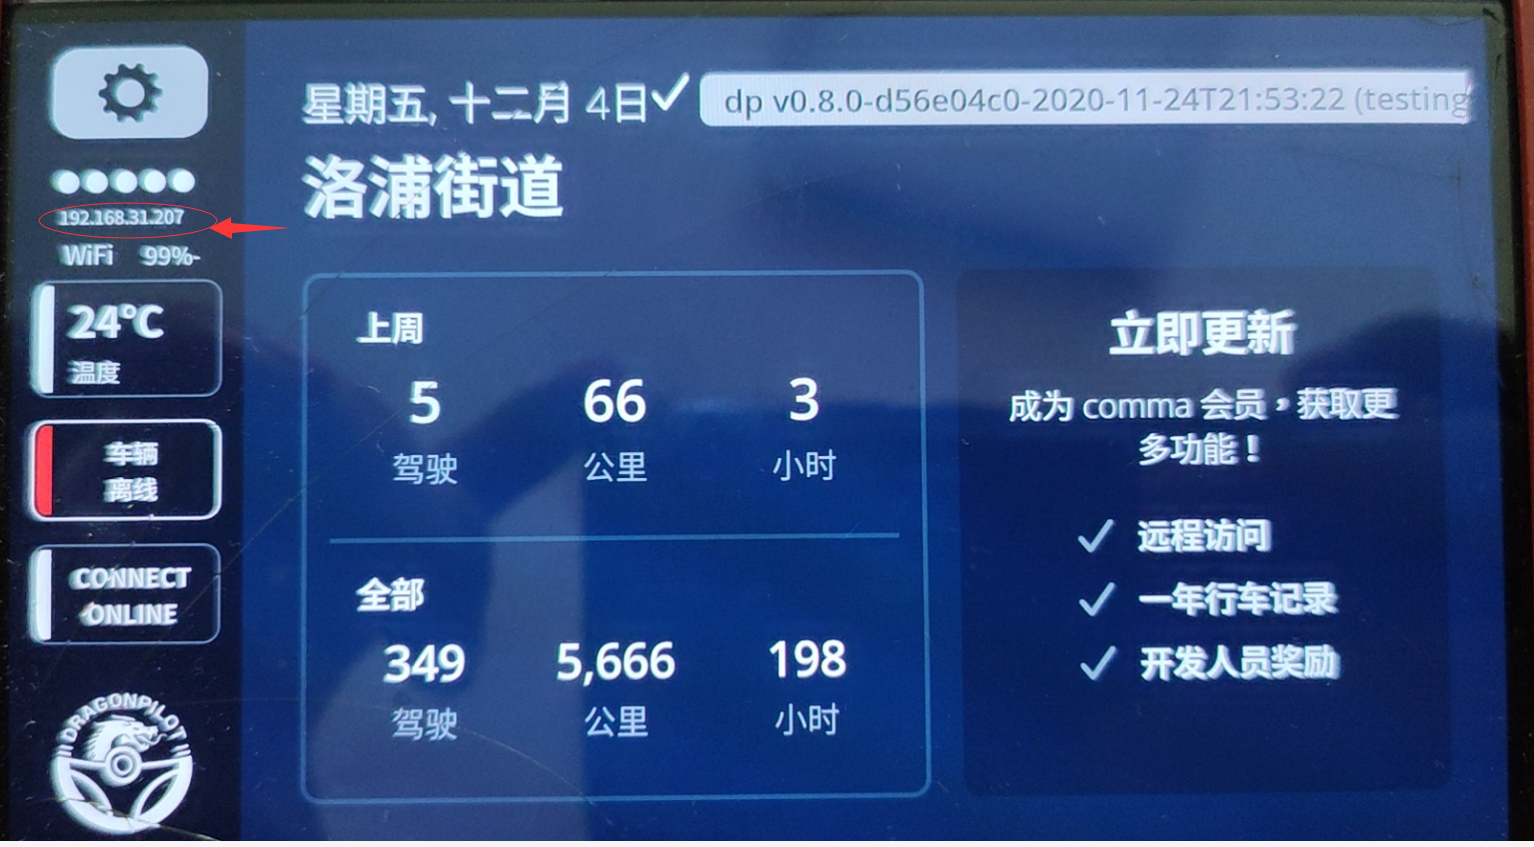 星期五, 十二月 4日 dp v0.8.0-d56e04c0-2020-11-24T21:53:22 (testing
洛浦街道
192.168.31.207
WiFi 99%-
24°C
温度
车辆
离线
CONNECT
ONLINE
DRAGONPILOT
上周
5 66 3
驾驶 公里 小时
全部
349 5,666 198
驾驶 公里 小时
立即更新
成为 comma 会员，获取更
多功能！
远程访问
一年行车记录
开发人员奖励